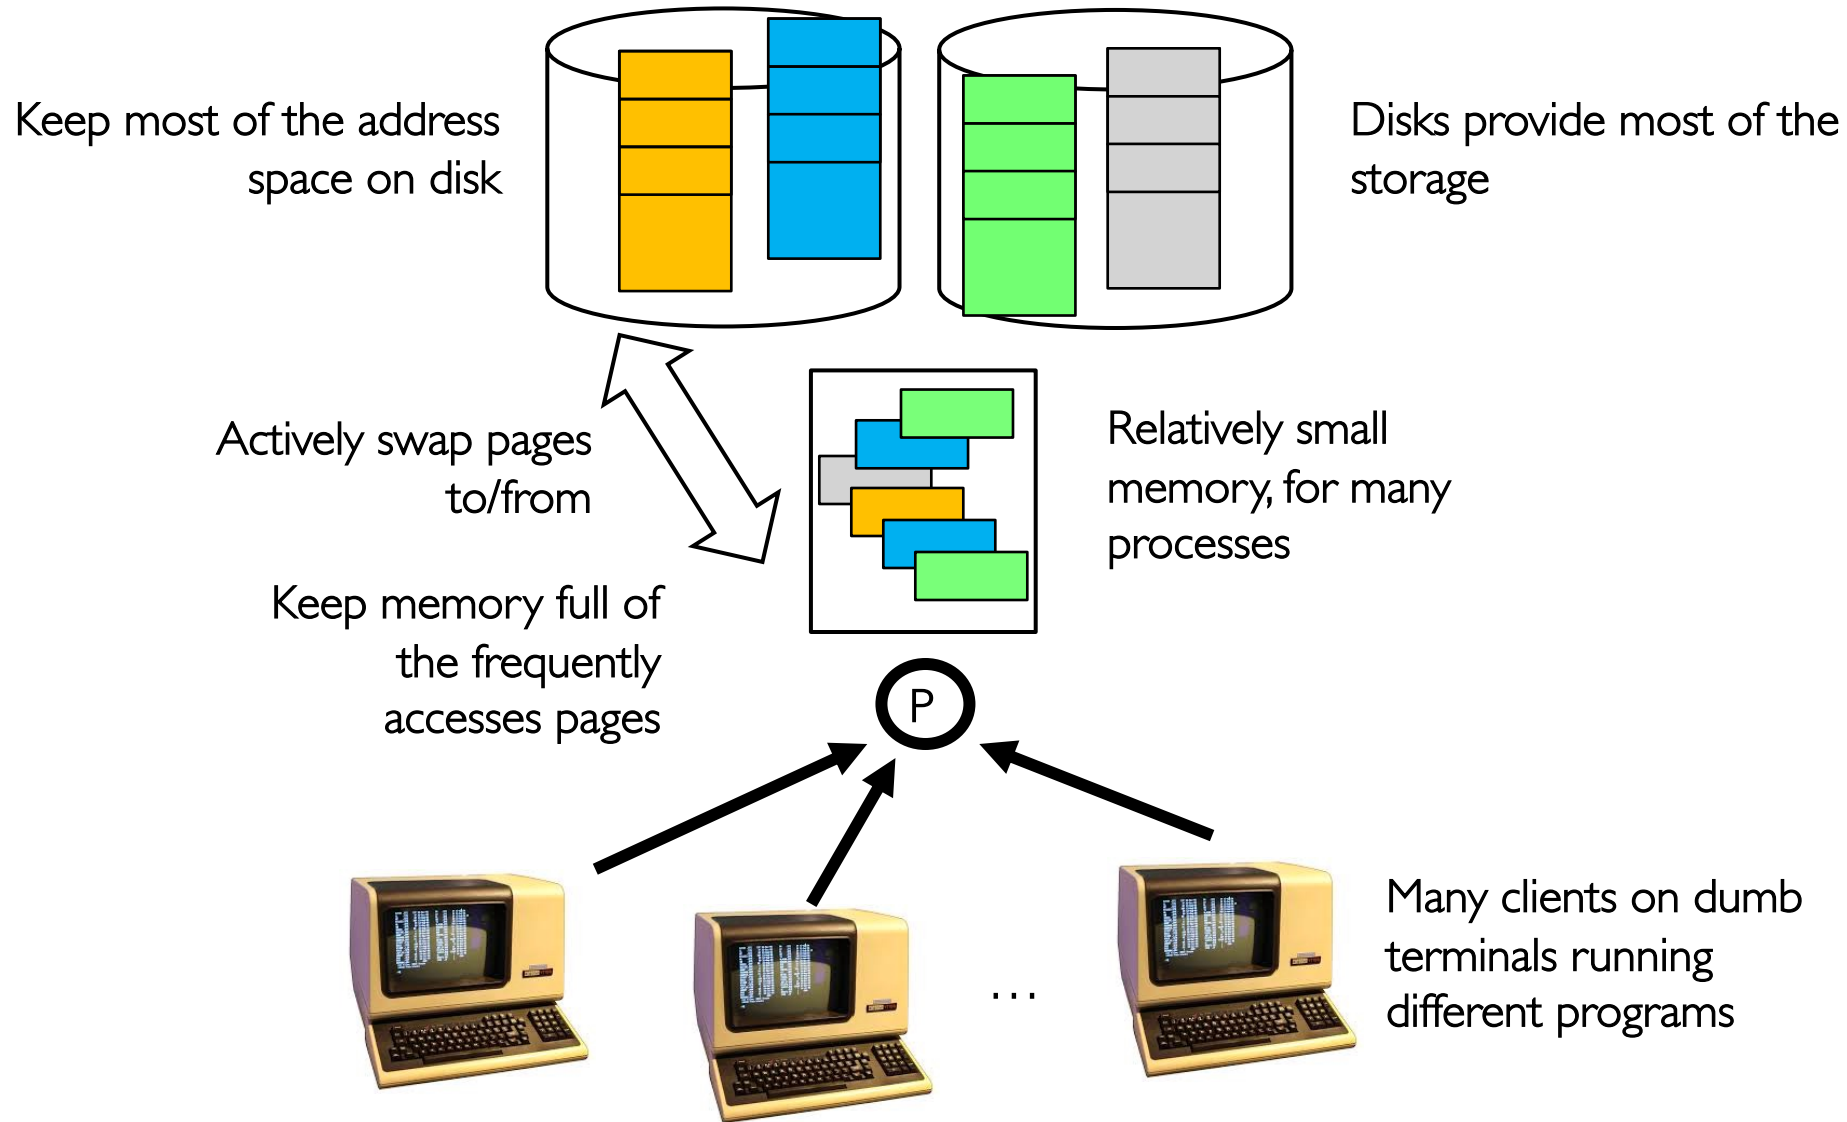 Keep most of the address
space on disk
Disks provide most of the
storage
Actively swap pages
to/from
Relatively small
memory, for many
processes
Keep memory full of
the frequently
accesses pages
P
...
Many clients on dumb
terminals running
different programs